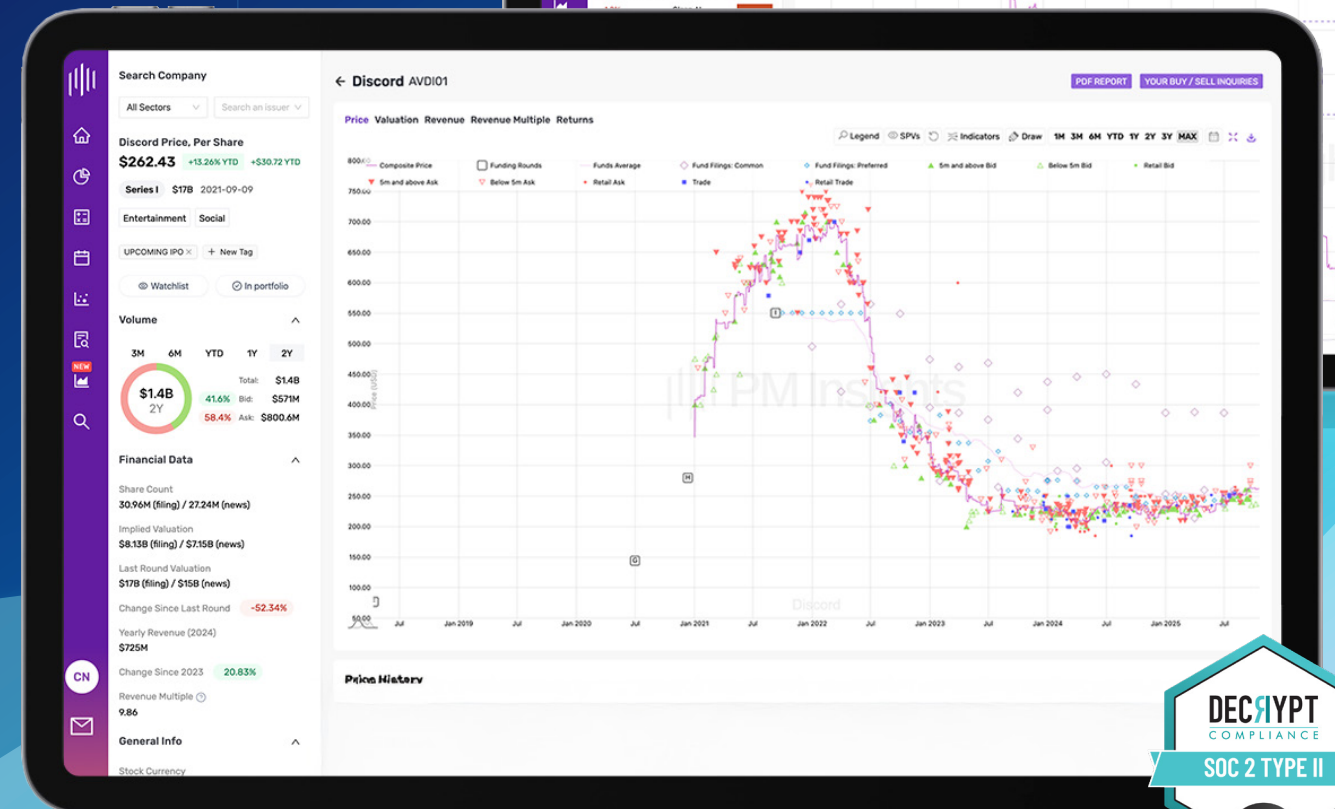 Search Company
All Sectors
Search an issuer
Discord Price, Per Share
$262.43 +13.26% YTD +$30.72 YTD
Series I $17B 2021-09-09
Entertainment Social
UPCOMING IPO × + New Tag
Watchlist In portfolio
Volume
3M 6M YTD 1Y 2Y
$1.4B
2Y
Total: $1.4B
41.6% Bid: $571M
58.4% Ask: $800.6M
Financial Data
Share Count
30.96M (filing) / 27.24M (news)
Implied Valuation
$8.13B (filing) / $7.15B (news)
Last Round Valuation
$17B (filing) / $15B (news)
Change Since Last Round -52.34%
Yearly Revenue (2024)
$725M
Change Since 2023 20.83%
Revenue Multiple
9.86
General Info
Stock Currency
NEW
CN
← Discord AVDI01
PDF REPORT YOUR BUY / SELL INQUIRIES
Price Valuation Revenue Revenue Multiple Returns
Legend SPVs Indicators Draw 1M 3M 6M YTD 1Y 2Y 3Y MAX
Composite Price Funding Rounds Funds Average Fund Filings: Common Fund Filings: Preferred 5m and above Bid Below 5m Bid Retail Bid
5m and above Ask Below 5m Ask Retail Ask Trade Retail Trade
800.00
750.00
700.00
650.00
600.00
550.00
500.00
450.00
400.00
350.00
300.00
250.00
200.00
150.00
100.00
50.00
Price (USD)
I
H
G
PM Insights
Discord
Jul Jan 2019 Jul Jan 2020 Jul Jan 2021 Jul Jan 2022 Jul Jan 2023 Jul Jan 2024 Jul Jan 2025 Jul
Price History
DECRYPT
COMPLIANCE
SOC 2 TYPE II